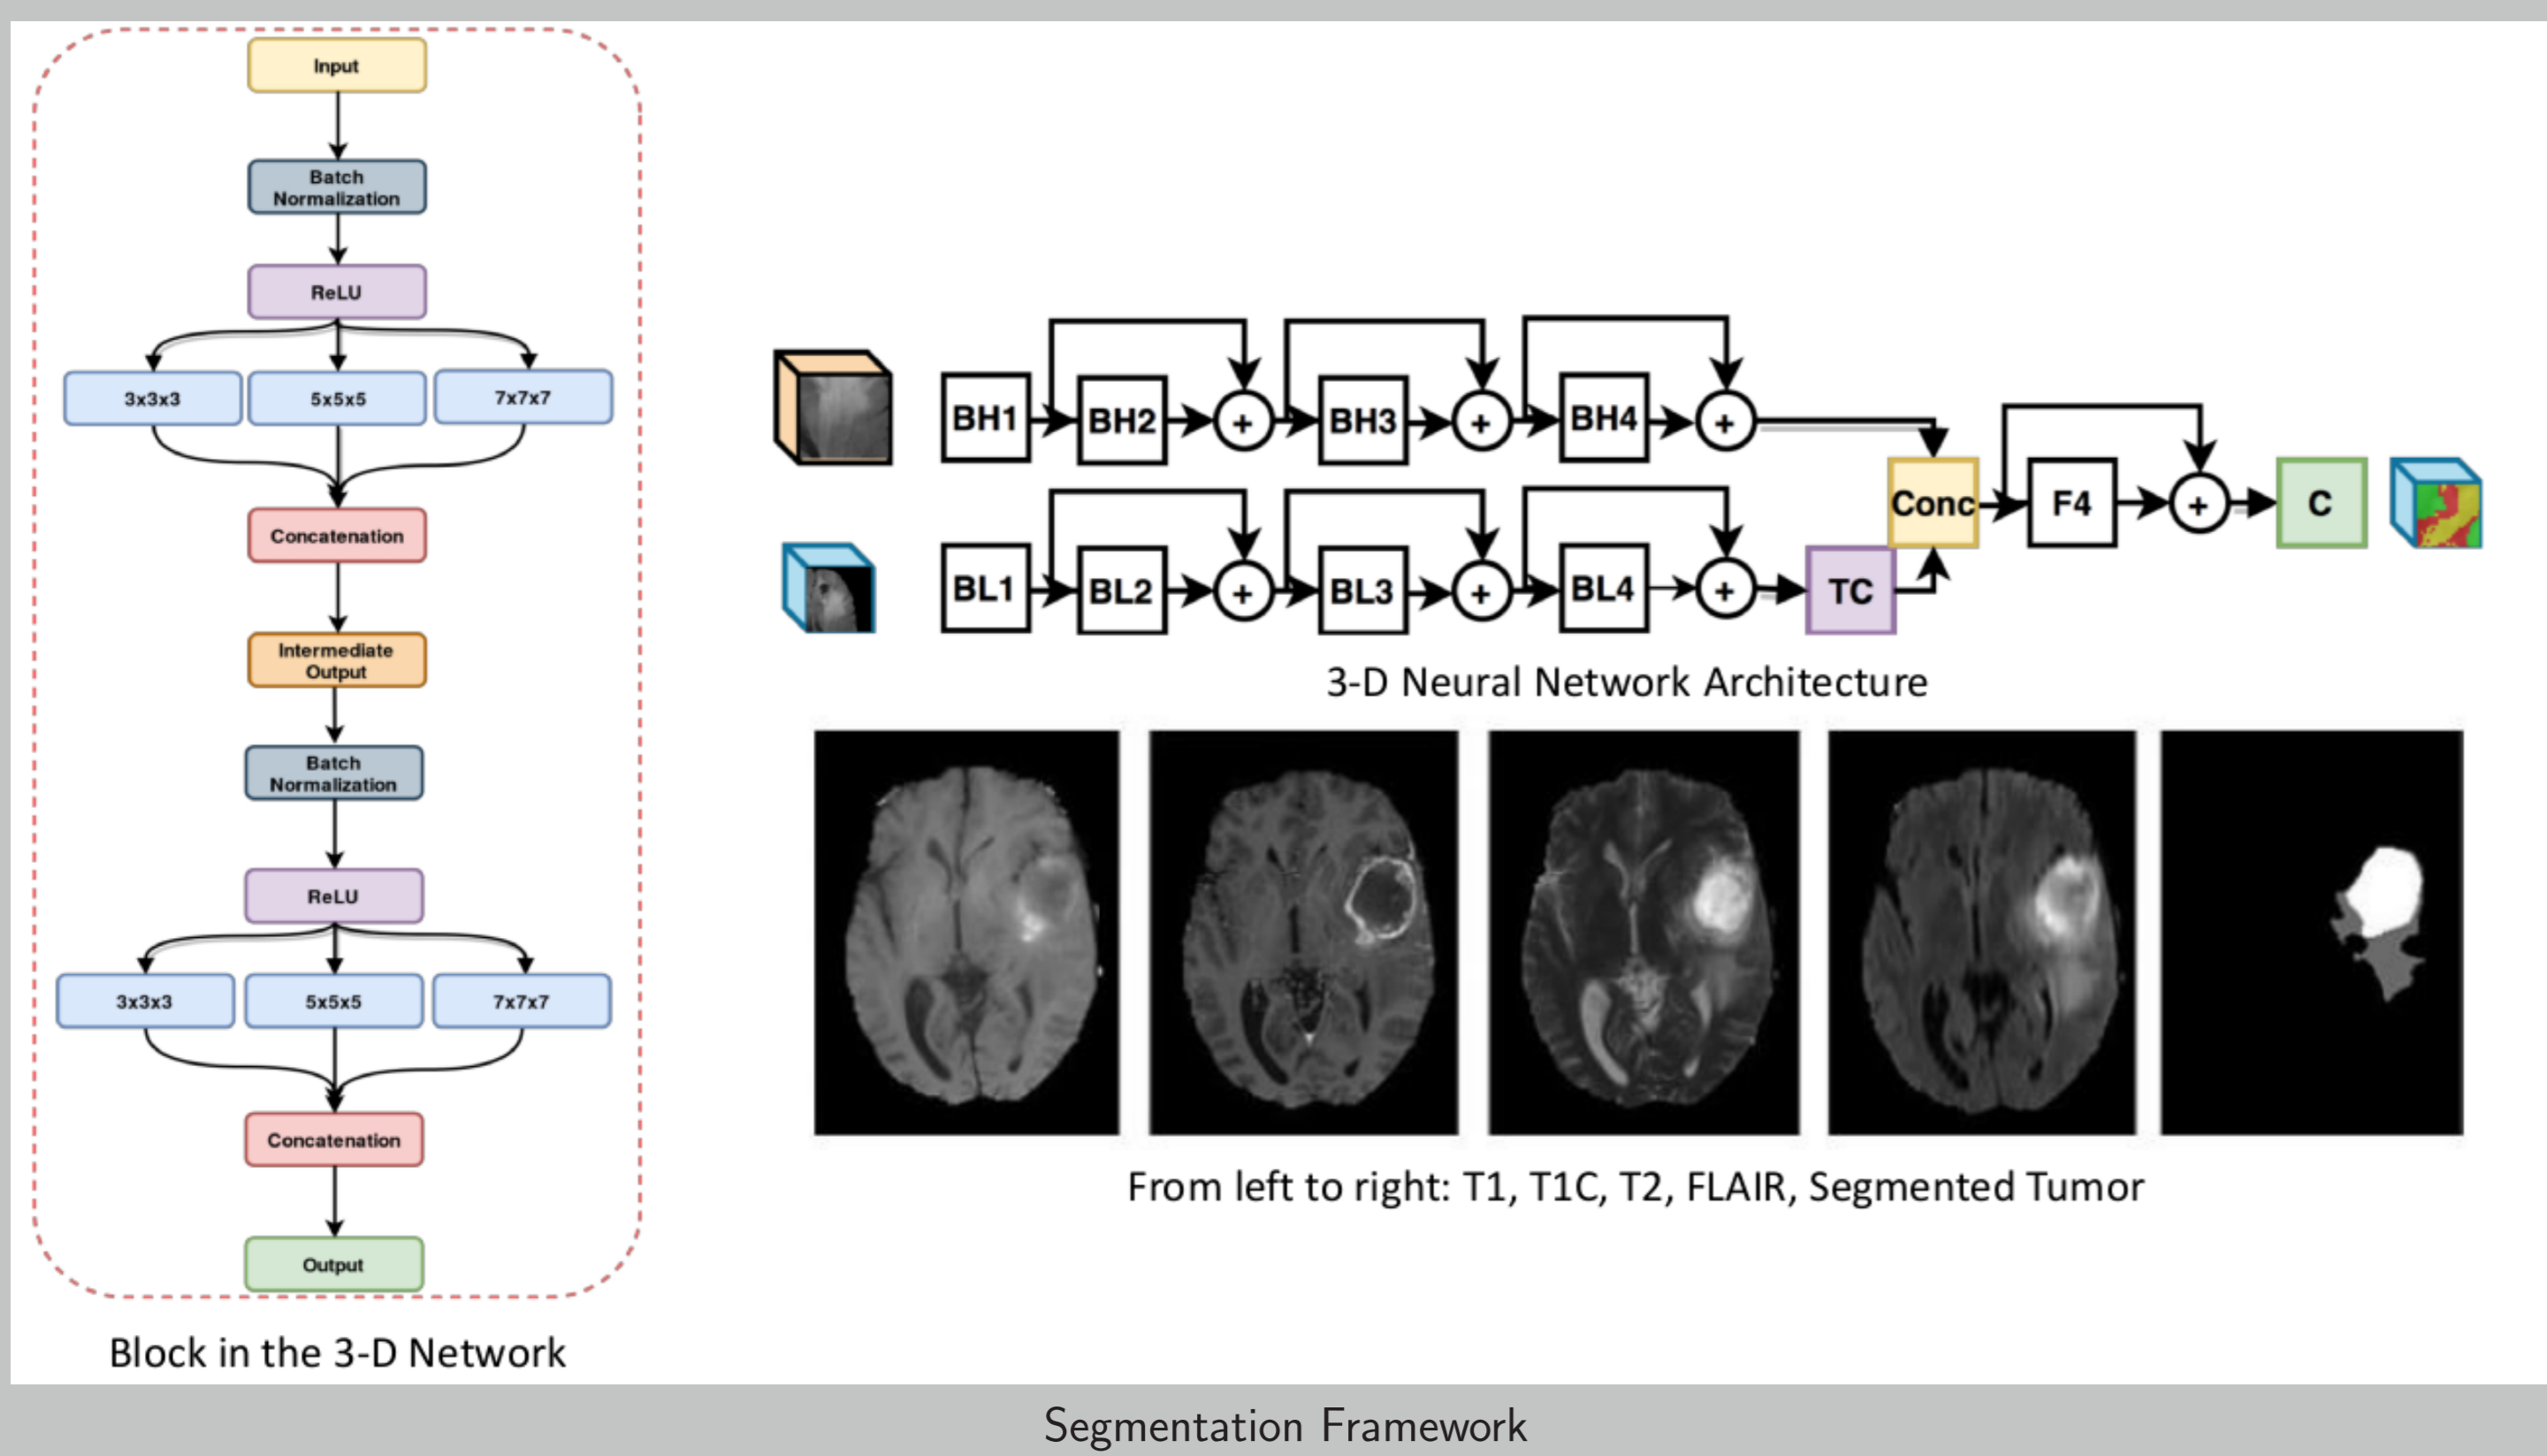 Input
Batch
Normalization
ReLU
3x3x3
5x5x5
7x7x7
Concatenation
Intermediate
Output
Batch
Normalization
ReLU
3x3x3
5x5x5
7x7x7
Concatenation
Output
Block in the 3-D Network
BH1
BH2
+
BH3
+
BH4
+
BL1
BL2
+
BL3
+
BL4
+
TC
Conc
F4
+
C
3-D Neural Network Architecture
From left to right: T1, T1C, T2, FLAIR, Segmented Tumor
Segmentation Framework